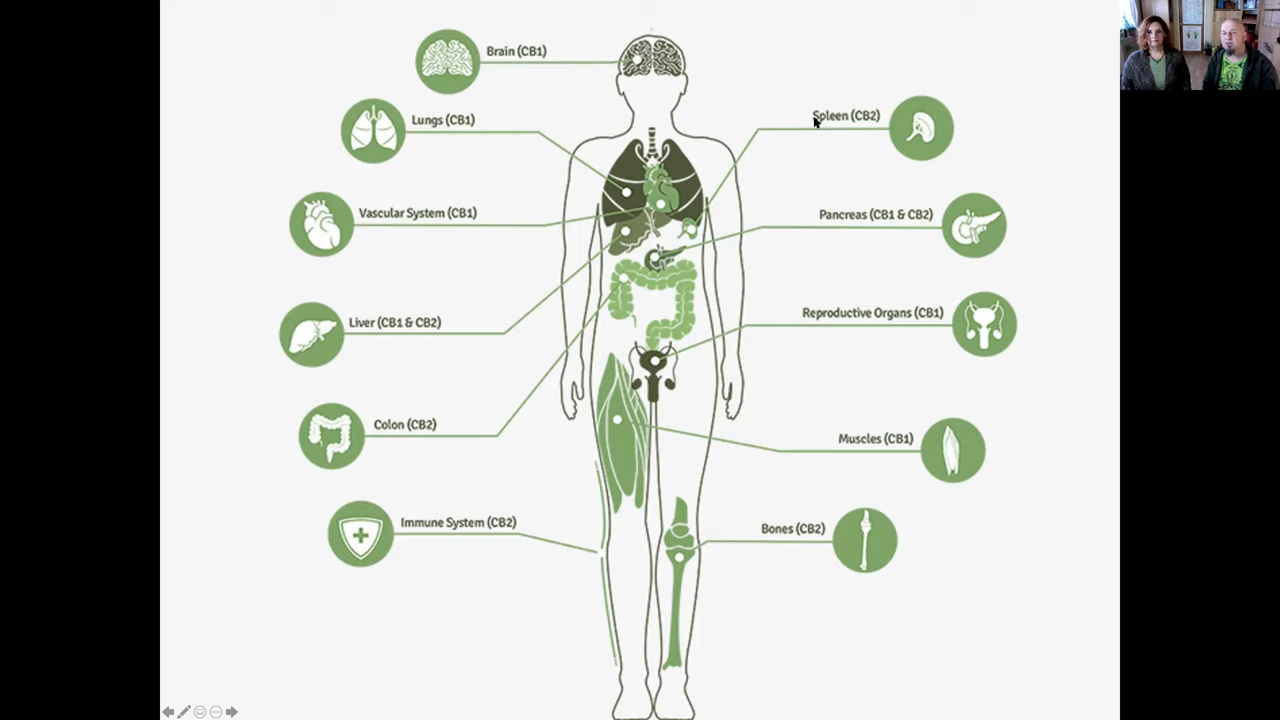 Brain (CB1)
Lungs (CB1)
Vascular System (CB1)
Liver (CB1 & CB2)
Colon (CB2)
Immune System (CB2)
Spleen (CB2)
Pancreas (CB1 & CB2)
Reproductive Organs (CB1)
Muscles (CB1)
Bones (CB2)